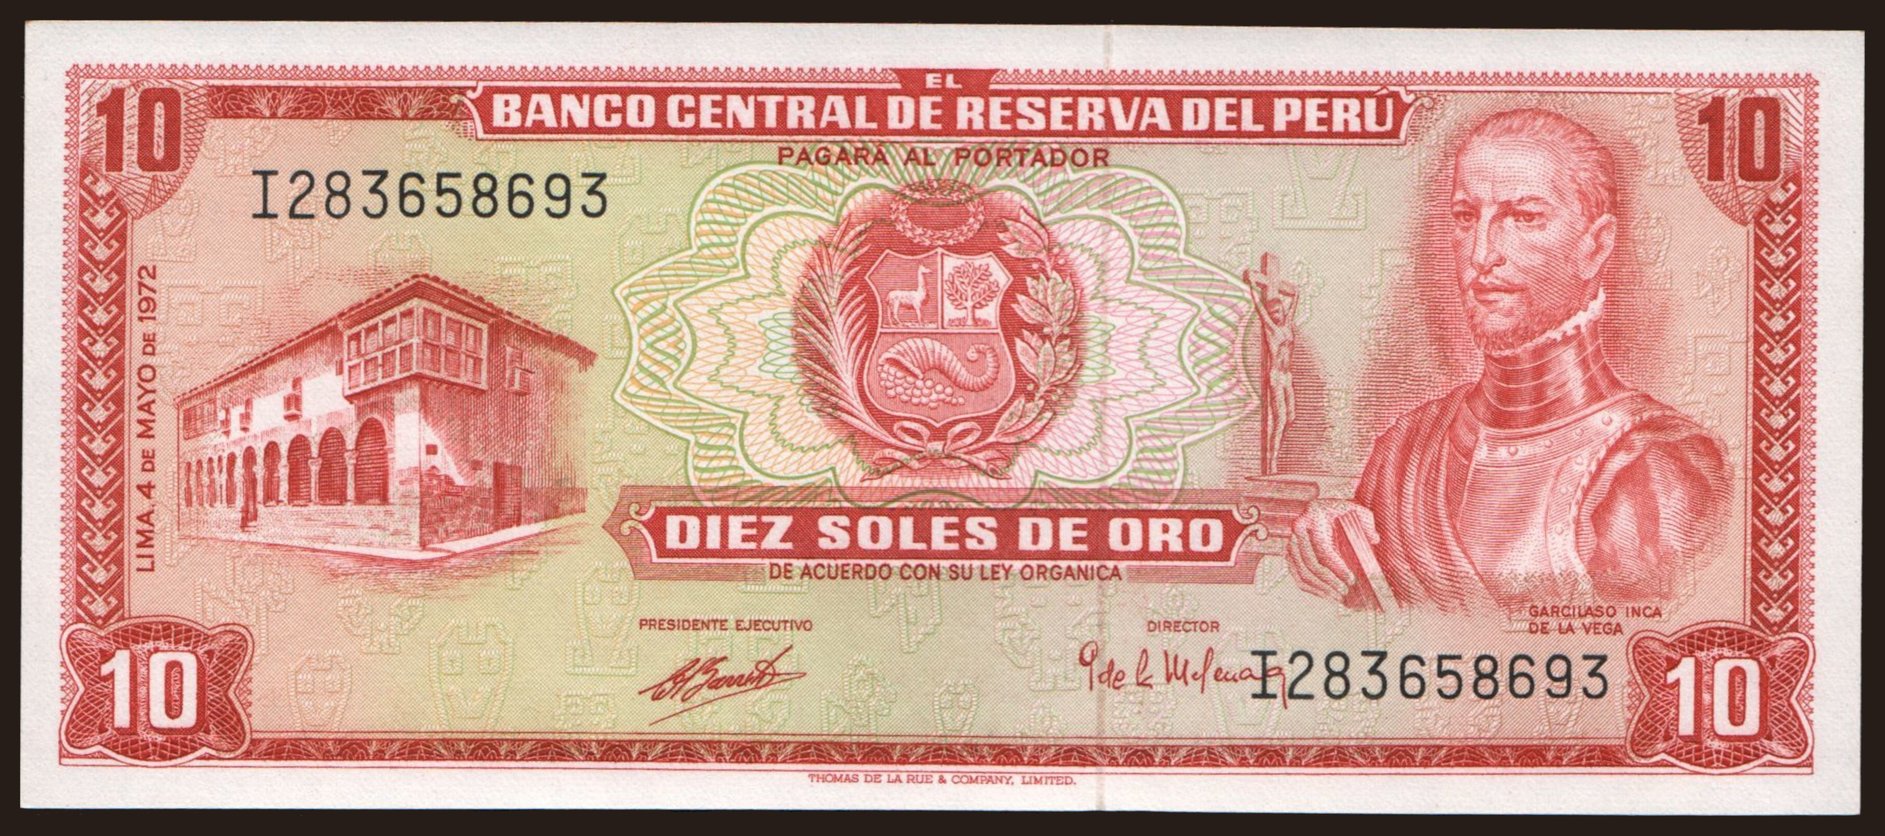 EL
BANCO CENTRAL DE RESERVA DEL PERÚ
10
10
PAGARÁ AL PORTADOR
I283658693
LIMA, 4 DE MAYO DE 1972
DIEZ SOLES DE ORO
DE ACUERDO CON SU LEY ORGANICA
GARCILASO INCA
DE LA VEGA
PRESIDENTE EJECUTIVO
DIRECTOR
I283658693
10
10
THOMAS DE LA RUE & COMPANY, LIMITED.